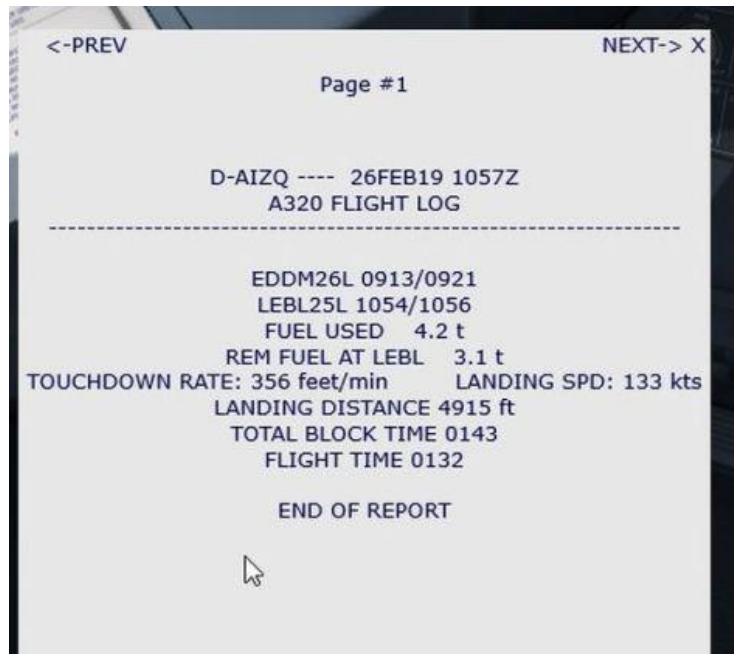 <-PREV NEXT-> X
Page #1
D-AIZQ ---- 26FEB19 1057Z
A320 FLIGHT LOG
------------------------------------------------------------------
EDDM26L 0913/0921
LEBL25L 1054/1056
FUEL USED 4.2 t
REM FUEL AT LEBL 3.1 t
TOUCHDOWN RATE: 356 feet/min LANDING SPD: 133 kts
LANDING DISTANCE 4915 ft
TOTAL BLOCK TIME 0143
FLIGHT TIME 0132
END OF REPORT